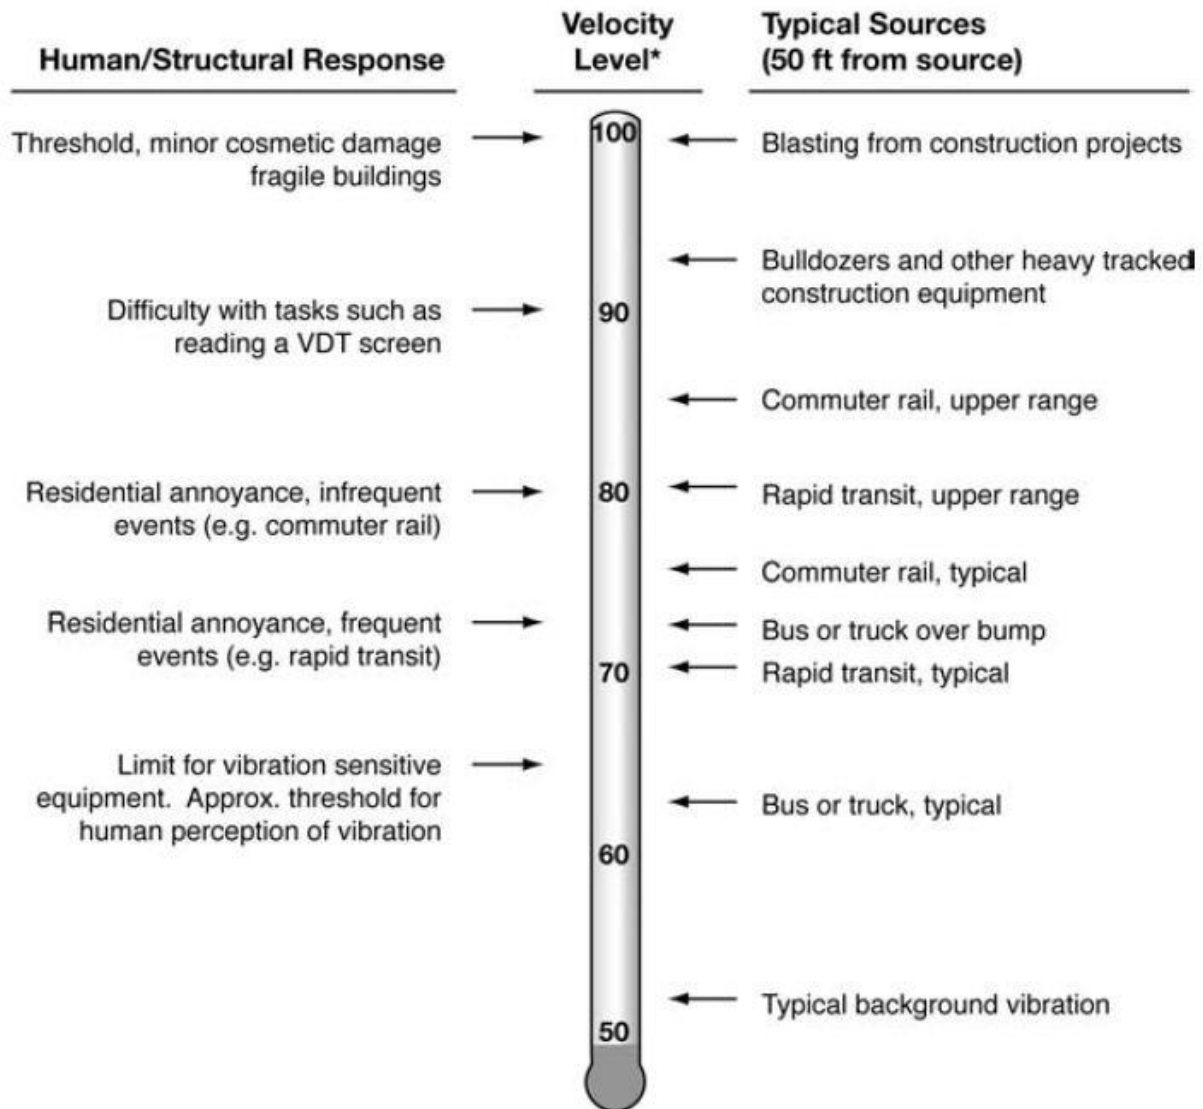 Human/Structural Response
Velocity
Level*
Typical Sources
(50 ft from source)
Threshold, minor cosmetic damage
fragile buildings
100
Blasting from construction projects
Bulldozers and other heavy tracked
construction equipment
Difficulty with tasks such as
reading a VDT screen
90
Commuter rail, upper range
Residential annoyance, infrequent
events (e.g. commuter rail)
80
Rapid transit, upper range
Commuter rail, typical
Residential annoyance, frequent
events (e.g. rapid transit)
Bus or truck over bump
70
Rapid transit, typical
Limit for vibration sensitive
equipment. Approx. threshold for
human perception of vibration
Bus or truck, typical
60
Typical background vibration
50